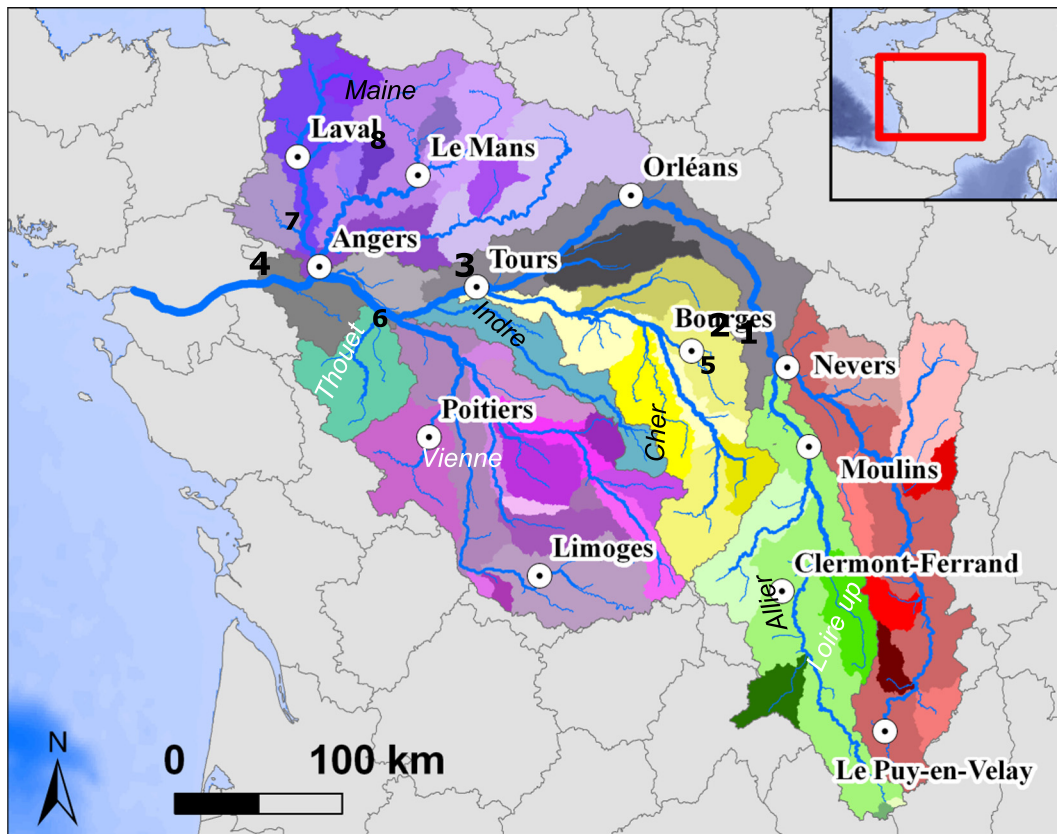 Maine
Laval
8
Le Mans
Orléans
7
Angers
4
3
Tours
6
Indre
Bourges
2
1
5
Thouet
Nevers
Poitiers
Cher
Vienne
Moulins
Limoges
Clermont-Ferrand
Allier
Loire up
N
0
100 km
Le Puy-en-Velay